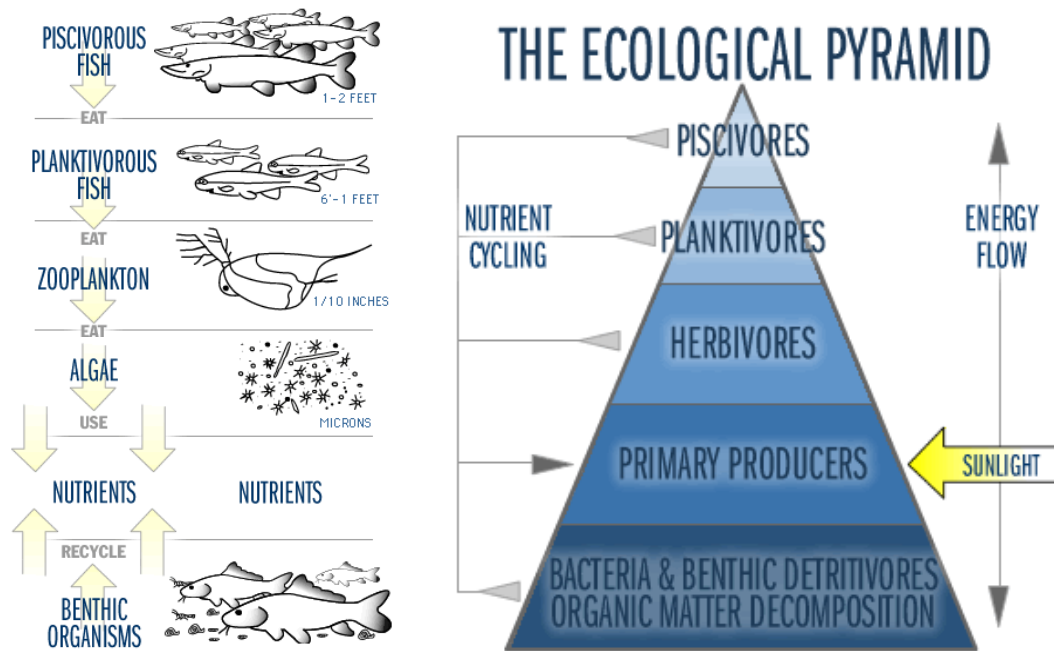 PISCIVOROUS
FISH
1-2 FEET
EAT
PLANKTIVOROUS
FISH
6'-1 FEET
EAT
ZOOPLANKTON
1/10 INCHES
EAT
ALGAE
USE
MICRONS
NUTRIENTS
NUTRIENTS
RECYCLE
BENTHIC
ORGANISMS
THE ECOLOGICAL PYRAMID
PISCIVORES
NUTRIENT
CYCLING
PLANKTIVORES
ENERGY
FLOW
HERBIVORES
PRIMARY PRODUCERS
SUNLIGHT
BACTERIA & BENTHIC DETRITIVORES
ORGANIC MATTER DECOMPOSITION